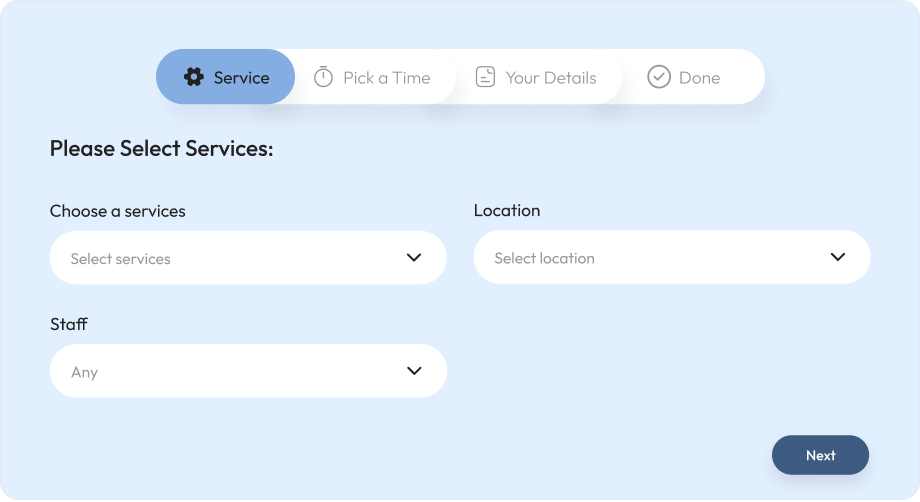 Service
Pick a Time
Your Details
Done
Please Select Services:
Choose a services
Location
Select services
Select location
Staff
Any
Next